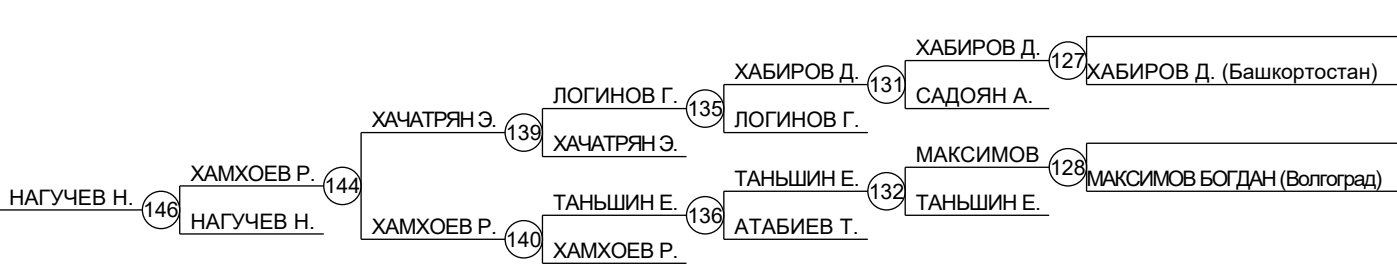 ХАБИРОВ Д.
127
ХАБИРОВ Д. (Башкортостан)
ХАБИРОВ Д.
131
САДОЯН А.
ЛОГИНОВ Г.
135
ЛОГИНОВ Г.
ХАЧАТРЯН Э.
139
ХАЧАТРЯН Э.
МАКСИМОВ
128
МАКСИМОВ БОГДАН (Волгоград)
ХАМХОЕВ Р.
144
ТАНЬШИН Е.
132
ТАНЬШИН Е.
НАГУЧЕВ Н.
146
НАГУЧЕВ Н.
ТАНЬШИН Е.
136
АТАБИЕВ Т.
ХАМХОЕВ Р.
140
ХАМХОЕВ Р.